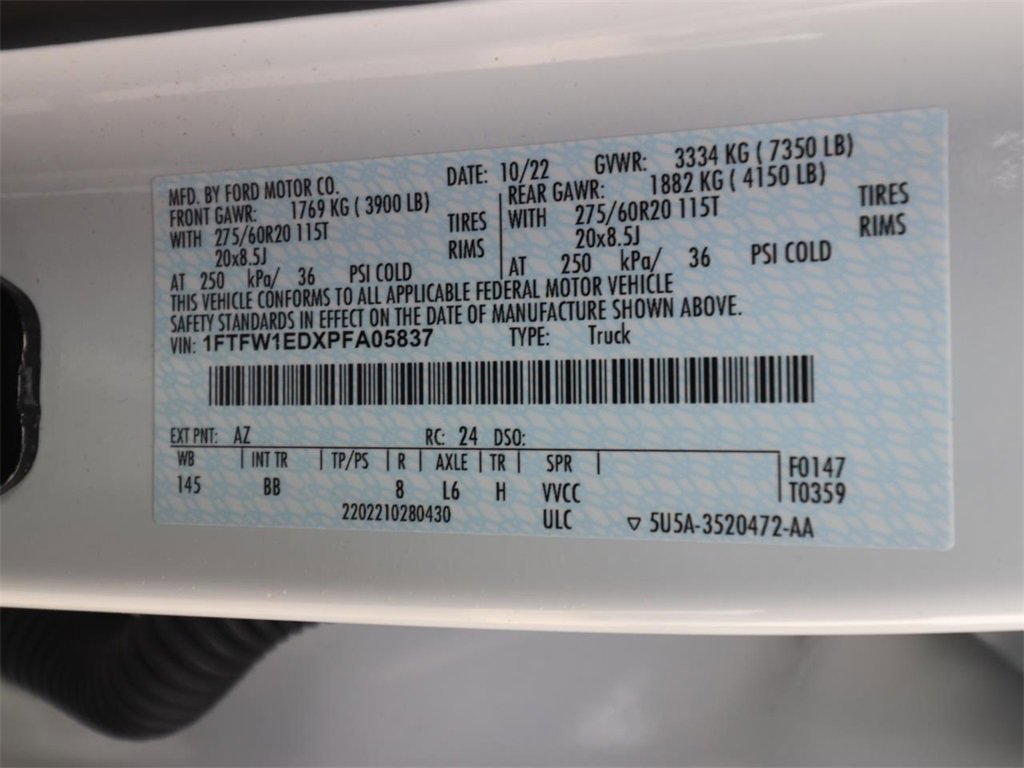 MFD. BY FORD MOTOR CO. DATE: 10/22 GVWR: 3334 KG ( 7350 LB)
FRONT GAWR: 1769 KG ( 3900 LB) REAR GAWR: 1882 KG ( 4150 LB)
WITH 275/60R20 115T TIRES WITH 275/60R20 115T TIRES
20x8.5J RIMS 20x8.5J RIMS
AT 250 kPa/ 36 PSI COLD AT 250 kPa/ 36 PSI COLD
THIS VEHICLE CONFORMS TO ALL APPLICABLE FEDERAL MOTOR VEHICLE
SAFETY STANDARDS IN EFFECT ON THE DATE OF MANUFACTURE SHOWN ABOVE.
VIN: 1FTFW1EDXPFA05837 TYPE: Truck
EXT PNT: AZ RC: 24 DSO:
WB INT TR TP/PS R AXLE TR SPR F0147
145 BB 8 L6 H VVCC T0359
2202210280430 ULC 5U5A-3520472-AA